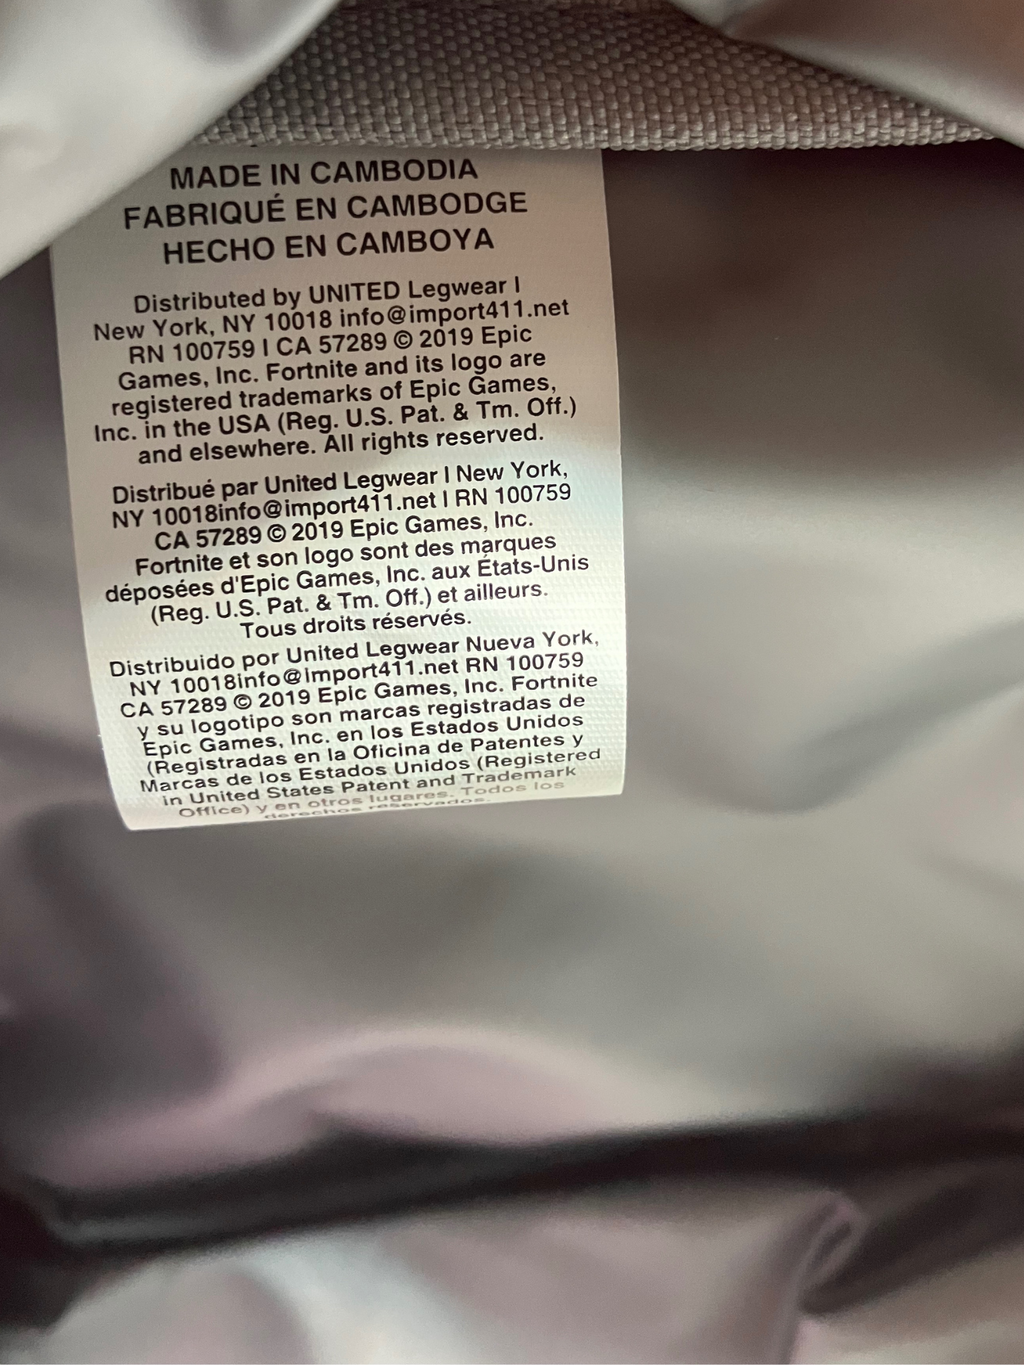 MADE IN CAMBODIA
FABRIQUÉ EN CAMBODGE
HECHO EN CAMBOYA
Distributed by UNITED Legwear I
New York, NY 10018 info@import411.net
RN 100759 I CA 57289 © 2019 Epic
Games, Inc. Fortnite and its logo are
registered trademarks of Epic Games,
Inc. in the USA (Reg. U.S. Pat. & Tm. Off.)
and elsewhere. All rights reserved.
Distribué par United Legwear I New York,
NY 10018info@import411.net I RN 100759
CA 57289 © 2019 Epic Games, Inc.
Fortnite et son logo sont des marques
déposées d'Epic Games, Inc. aux États-Unis
(Reg. U.S. Pat. & Tm. Off.) et ailleurs.
Tous droits réservés.
Distribuido por United Legwear Nueva York,
NY 10018info@import411.net RN 100759
CA 57289 © 2019 Epic Games, Inc. Fortnite
y su logotipo son marcas registradas de
Epic Games, Inc. en los Estados Unidos
(Registradas en la Oficina de Patentes y
Marcas de los Estados Unidos (Registered
in United States Patent and Trademark
Office) y en otros lugares. Todos los
derechos reservados.